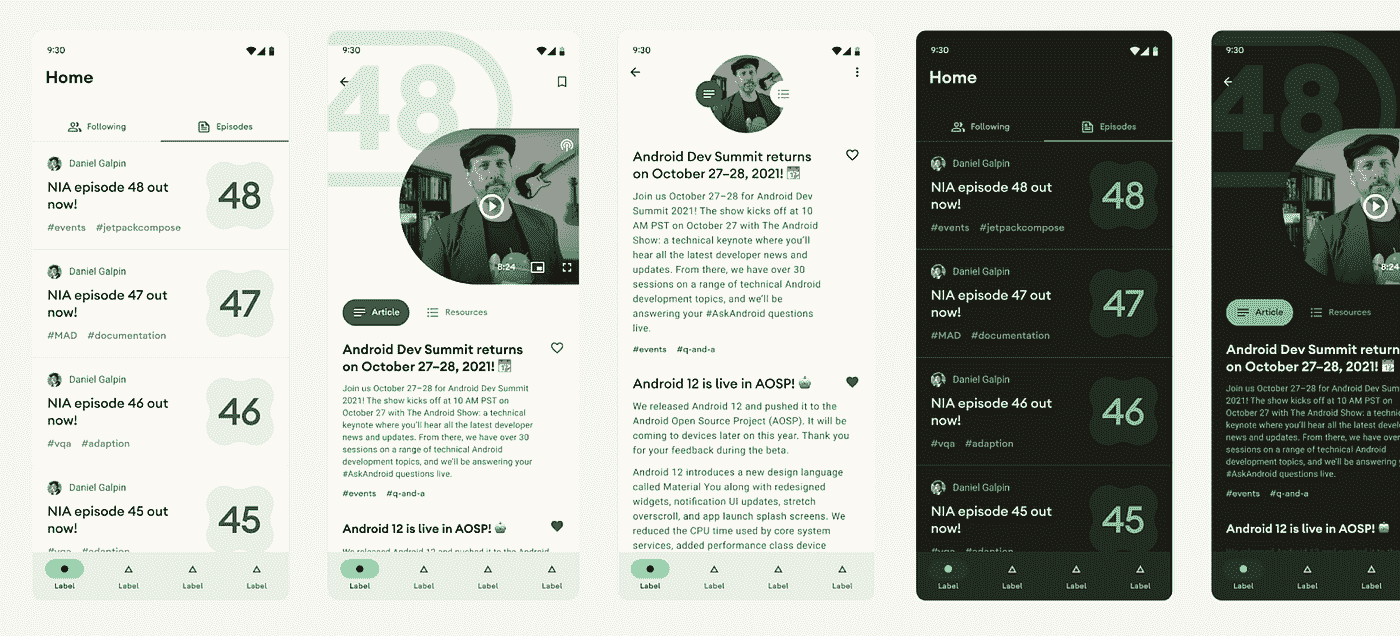 9:30
Home
Following
Episodes
Daniel Galpin
NIA episode 48 out
now!
#events #jetpackcompose
48
Daniel Galpin
NIA episode 47 out
now!
#MAD #documentation
47
Daniel Galpin
NIA episode 46 out
now!
#vqa #adaption
46
Daniel Galpin
NIA episode 45 out
now!
#vqa #adaption
45
Label
Label
Label
Label
9:30
48
8:24
Article
Resources
Android Dev Summit returns
on October 27–28, 2021! 📆
Join us October 27–28 for Android Dev Summit
2021! The show kicks off at 10 AM PST on
October 27 with The Android Show: a technical
keynote where you'll hear all the latest developer
news and updates. From there, we have over 30
sessions on a range of technical Android
development topics, and we'll be answering your
#AskAndroid questions live.
#events #q-and-a
Android 12 is live in AOSP! 🤖
We released Android 12 and pushed it to the Android
Label
Label
Label
Label
9:30
Android Dev Summit returns
on October 27–28, 2021! 📆
Join us October 27–28 for Android Dev
Summit 2021! The show kicks off at 10
AM PST on October 27 with The Android
Show: a technical keynote where you'll
hear all the latest developer news and
updates. From there, we have over 30
sessions on a range of technical Android
development topics, and we'll be
answering your #AskAndroid questions
live.
#events #q-and-a
Android 12 is live in AOSP! 🤖
We released Android 12 and pushed it to the
Android Open Source Project (AOSP). It will be
coming to devices later on this year. Thank you
for your feedback during the beta.
Android 12 introduces a new design language
called Material You along with redesigned
widgets, notification UI updates, stretch
overscroll, and app launch splash screens. We
reduced the CPU time used by core system
services, added performance class device
Label
Label
Label
Label
9:30
Home
Following
Episodes
Daniel Galpin
NIA episode 48 out
now!
#events #jetpackcompose
48
Daniel Galpin
NIA episode 47 out
now!
#MAD #documentation
47
Daniel Galpin
NIA episode 46 out
now!
#vqa #adaption
46
Daniel Galpin
NIA episode 45 out
now!
#vqa #adaption
45
Label
Label
Label
Label
9:30
48
8:24
Article
Resources
Android Dev Summit return
on October 27–28, 2021! 📆
Join us October 27–28 for Android Dev Sum
2021! The show kicks off at 10 AM PST on
October 27 with The Android Show: a techn
keynote where you'll hear all the latest devel
news and updates. From there, we have over
sessions on a range of technical Android
development topics, and we'll be answering
#AskAndroid questions live.
#events #q-and-a
Android 12 is live in AOSP! 🤖
Label
Label
Label